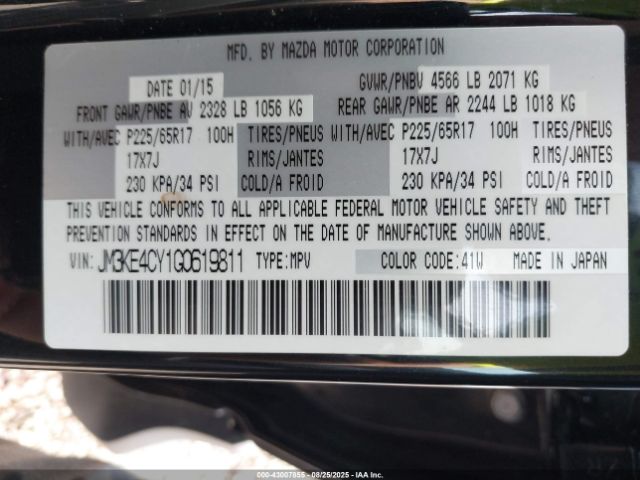 MFD. BY MAZDA MOTOR CORPORATION
DATE 01/15 GVWR/PNBV 4566 LB 2071 KG
FRONT GAWR/PNBE AV 2328 LB 1056 KG REAR GAWR/PNBE AR 2244 LB 1018 KG
WITH/AVEC P225/65R17 100H TIRES/PNEUS WITH/AVEC P225/65R17 100H TIRES/PNEUS
17X7J RIMS/JANTES 17X7J RIMS/JANTES
230 KPA/34 PSI COLD/A FROID 230 KPA/34 PSI COLD/A FROID
THIS VEHICLE CONFORMS TO ALL APPLICABLE FEDERAL MOTOR VEHICLE SAFETY AND THEFT
PREVENTION STANDARDS IN EFFECT ON THE DATE OF MANUFACTURE SHOWN ABOVE.
VIN: JM3KE4CY1G0619811 TYPE:MPV COLOR CODE:41W MADE IN JAPAN
000-43007855 - 08/25/2025 - IAAI.com